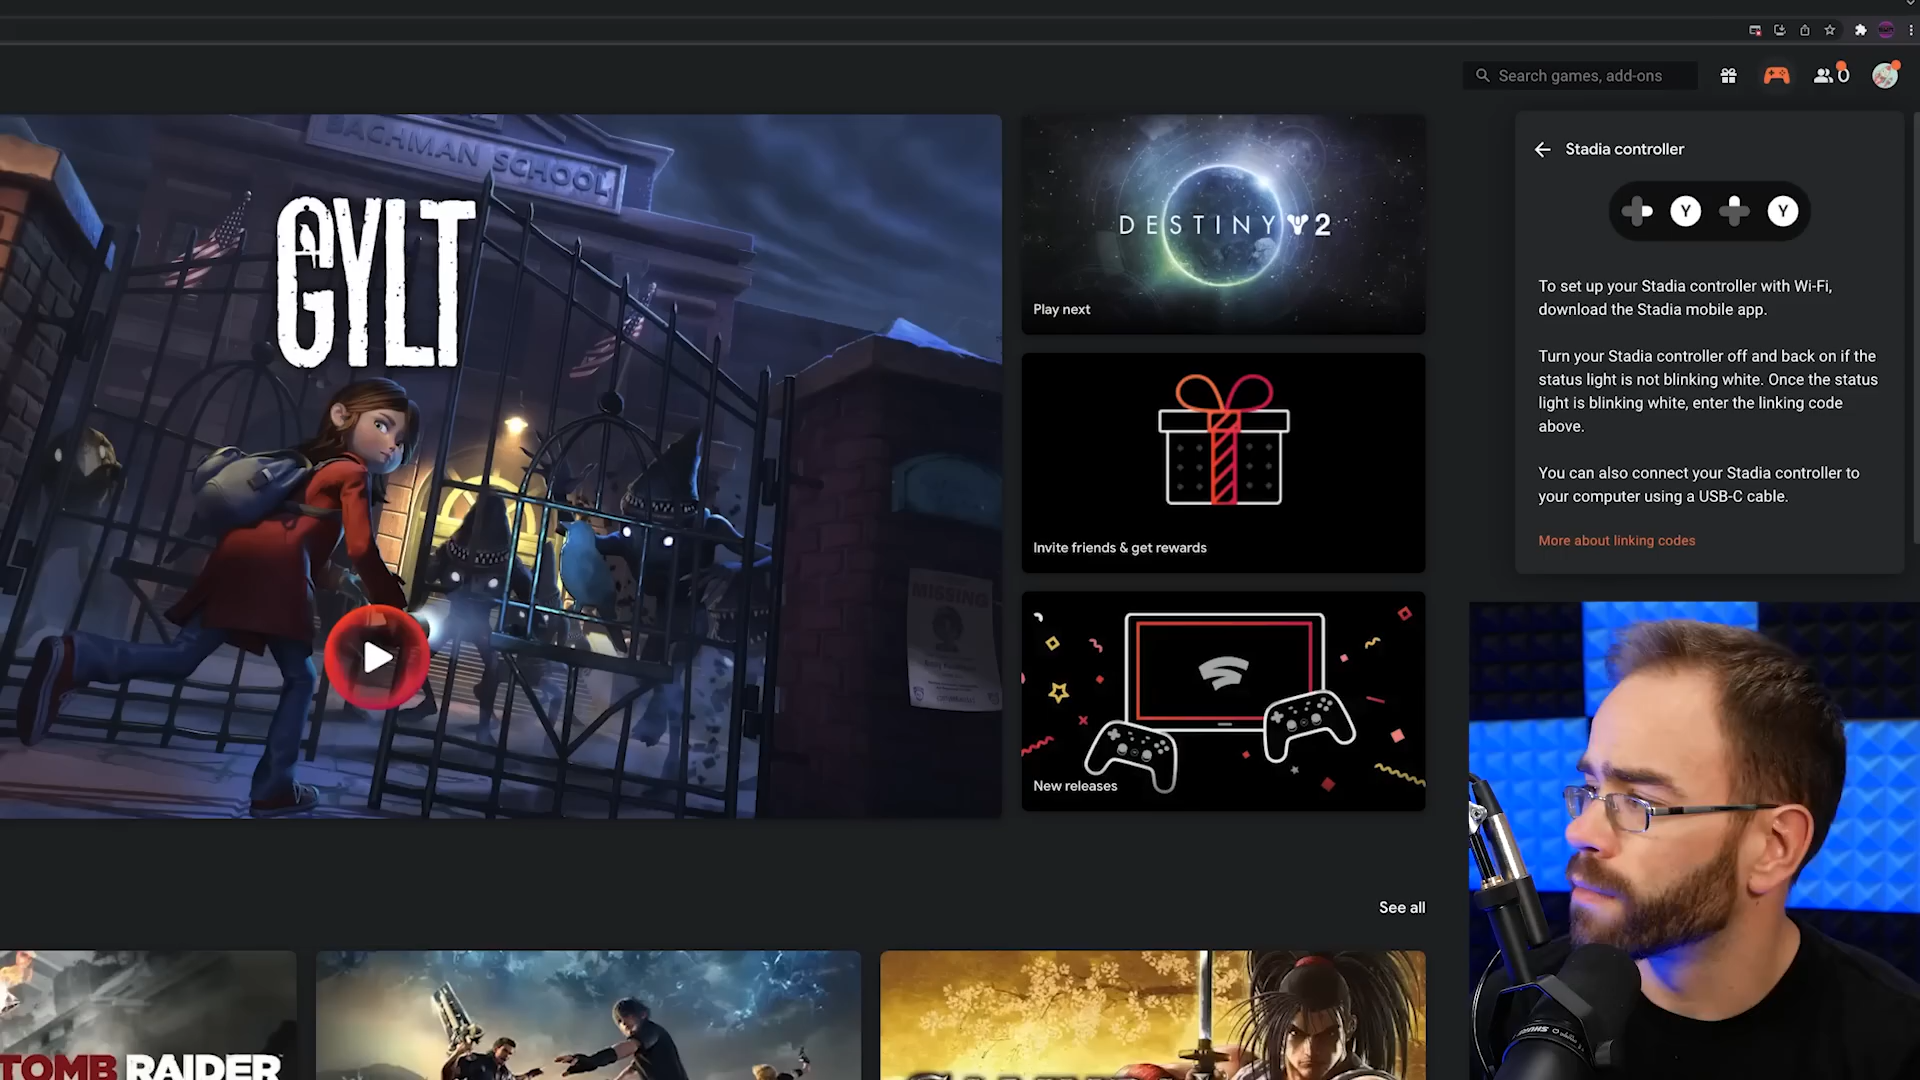 Search games, add-ons
0
BACHMAN SCHOOL
GYLT
DESTINY 2
Play next
Invite friends & get rewards
New releases
Stadia controller
Y Y
To set up your Stadia controller with Wi-Fi,
download the Stadia mobile app.
Turn your Stadia controller off and back on if the
status light is not blinking white. Once the status
light is blinking white, enter the linking code
above.
You can also connect your Stadia controller to
your computer using a USB-C cable.
More about linking codes
MISSING
See all
TOMB RAIDER
SHURE